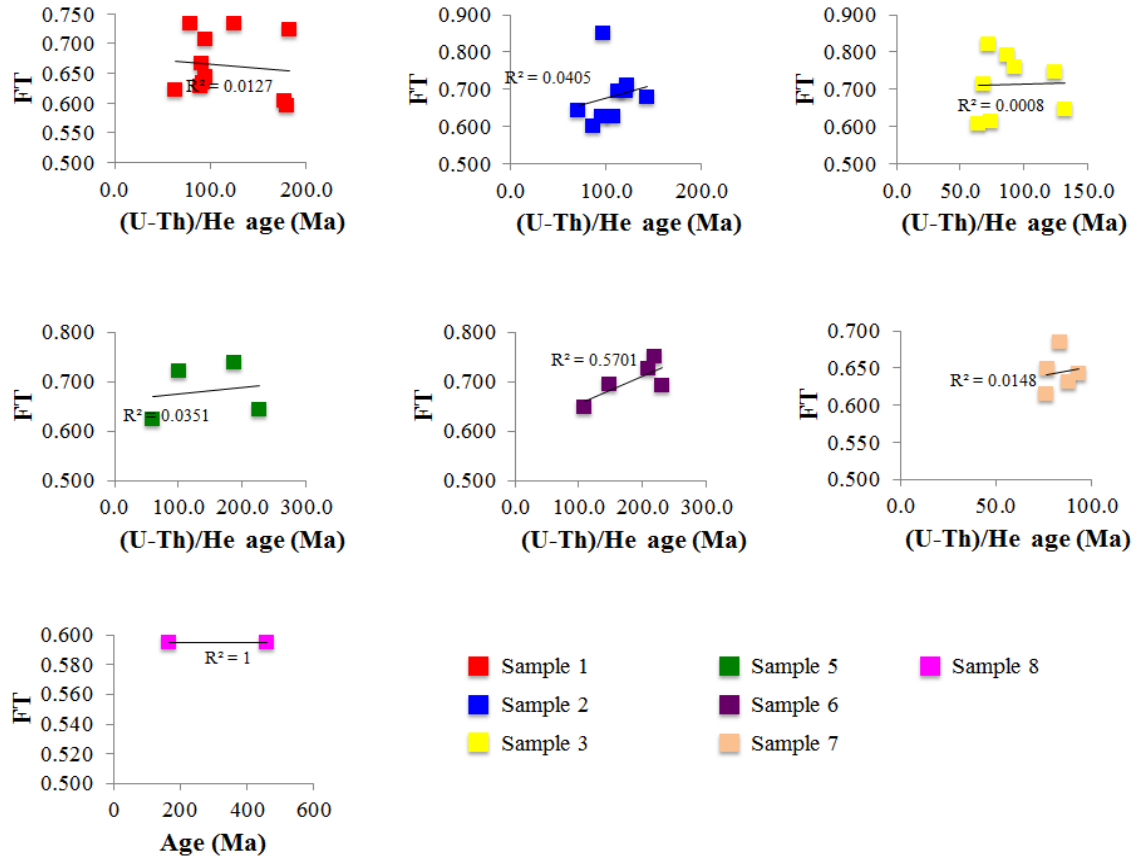 0.750
0.700
0.650
0.600
0.550
0.500
FT
R² = 0.0127
0.0 100.0 200.0
(U-Th)/He age (Ma)
0.900
0.800
0.700
0.600
0.500
FT
R² = 0.0405
0.0 100.0 200.0
(U-Th)/He age (Ma)
0.900
0.800
0.700
0.600
0.500
FT
R² = 0.0008
0.0 50.0 100.0 150.0
(U-Th)/He age (Ma)
0.800
0.700
0.600
0.500
FT
R² = 0.0351
0.0 100.0 200.0 300.0
(U-Th)/He age (Ma)
0.800
0.700
0.600
0.500
FT
R² = 0.5701
0.0 100.0 200.0 300.0
(U-Th)/He age (Ma)
0.700
0.650
0.600
0.550
0.500
FT
R² = 0.0148
0.0 50.0 100.0
(U-Th)/He age (Ma)
0.600
0.580
0.560
0.540
0.520
0.500
FT
R² = 1
0 200 400 600
Age (Ma)
Sample 1
Sample 2
Sample 3
Sample 5
Sample 6
Sample 7
Sample 8